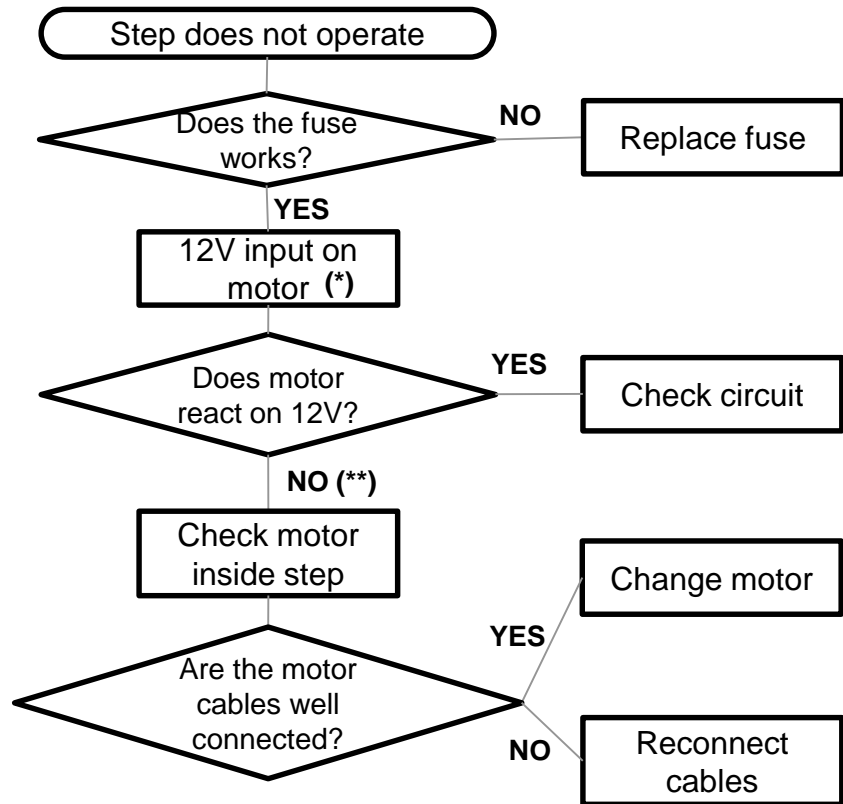 Step does not operate
Does the fuse
works?
NO
Replace fuse
YES
12V input on
motor (*)
Does motor
react on 12V?
YES
Check circuit
NO (**)
Check motor
inside step
Change motor
YES
Are the motor
cables well
connected?
NO
Reconnect
cables